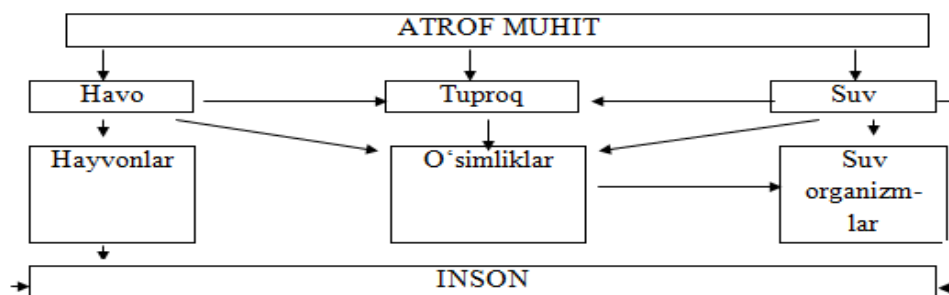 ATROF MUHIT
Havo
Tuproq
Suv
Hayvonlar
O‘simliklar
Suv
organizm-
lar
INSON